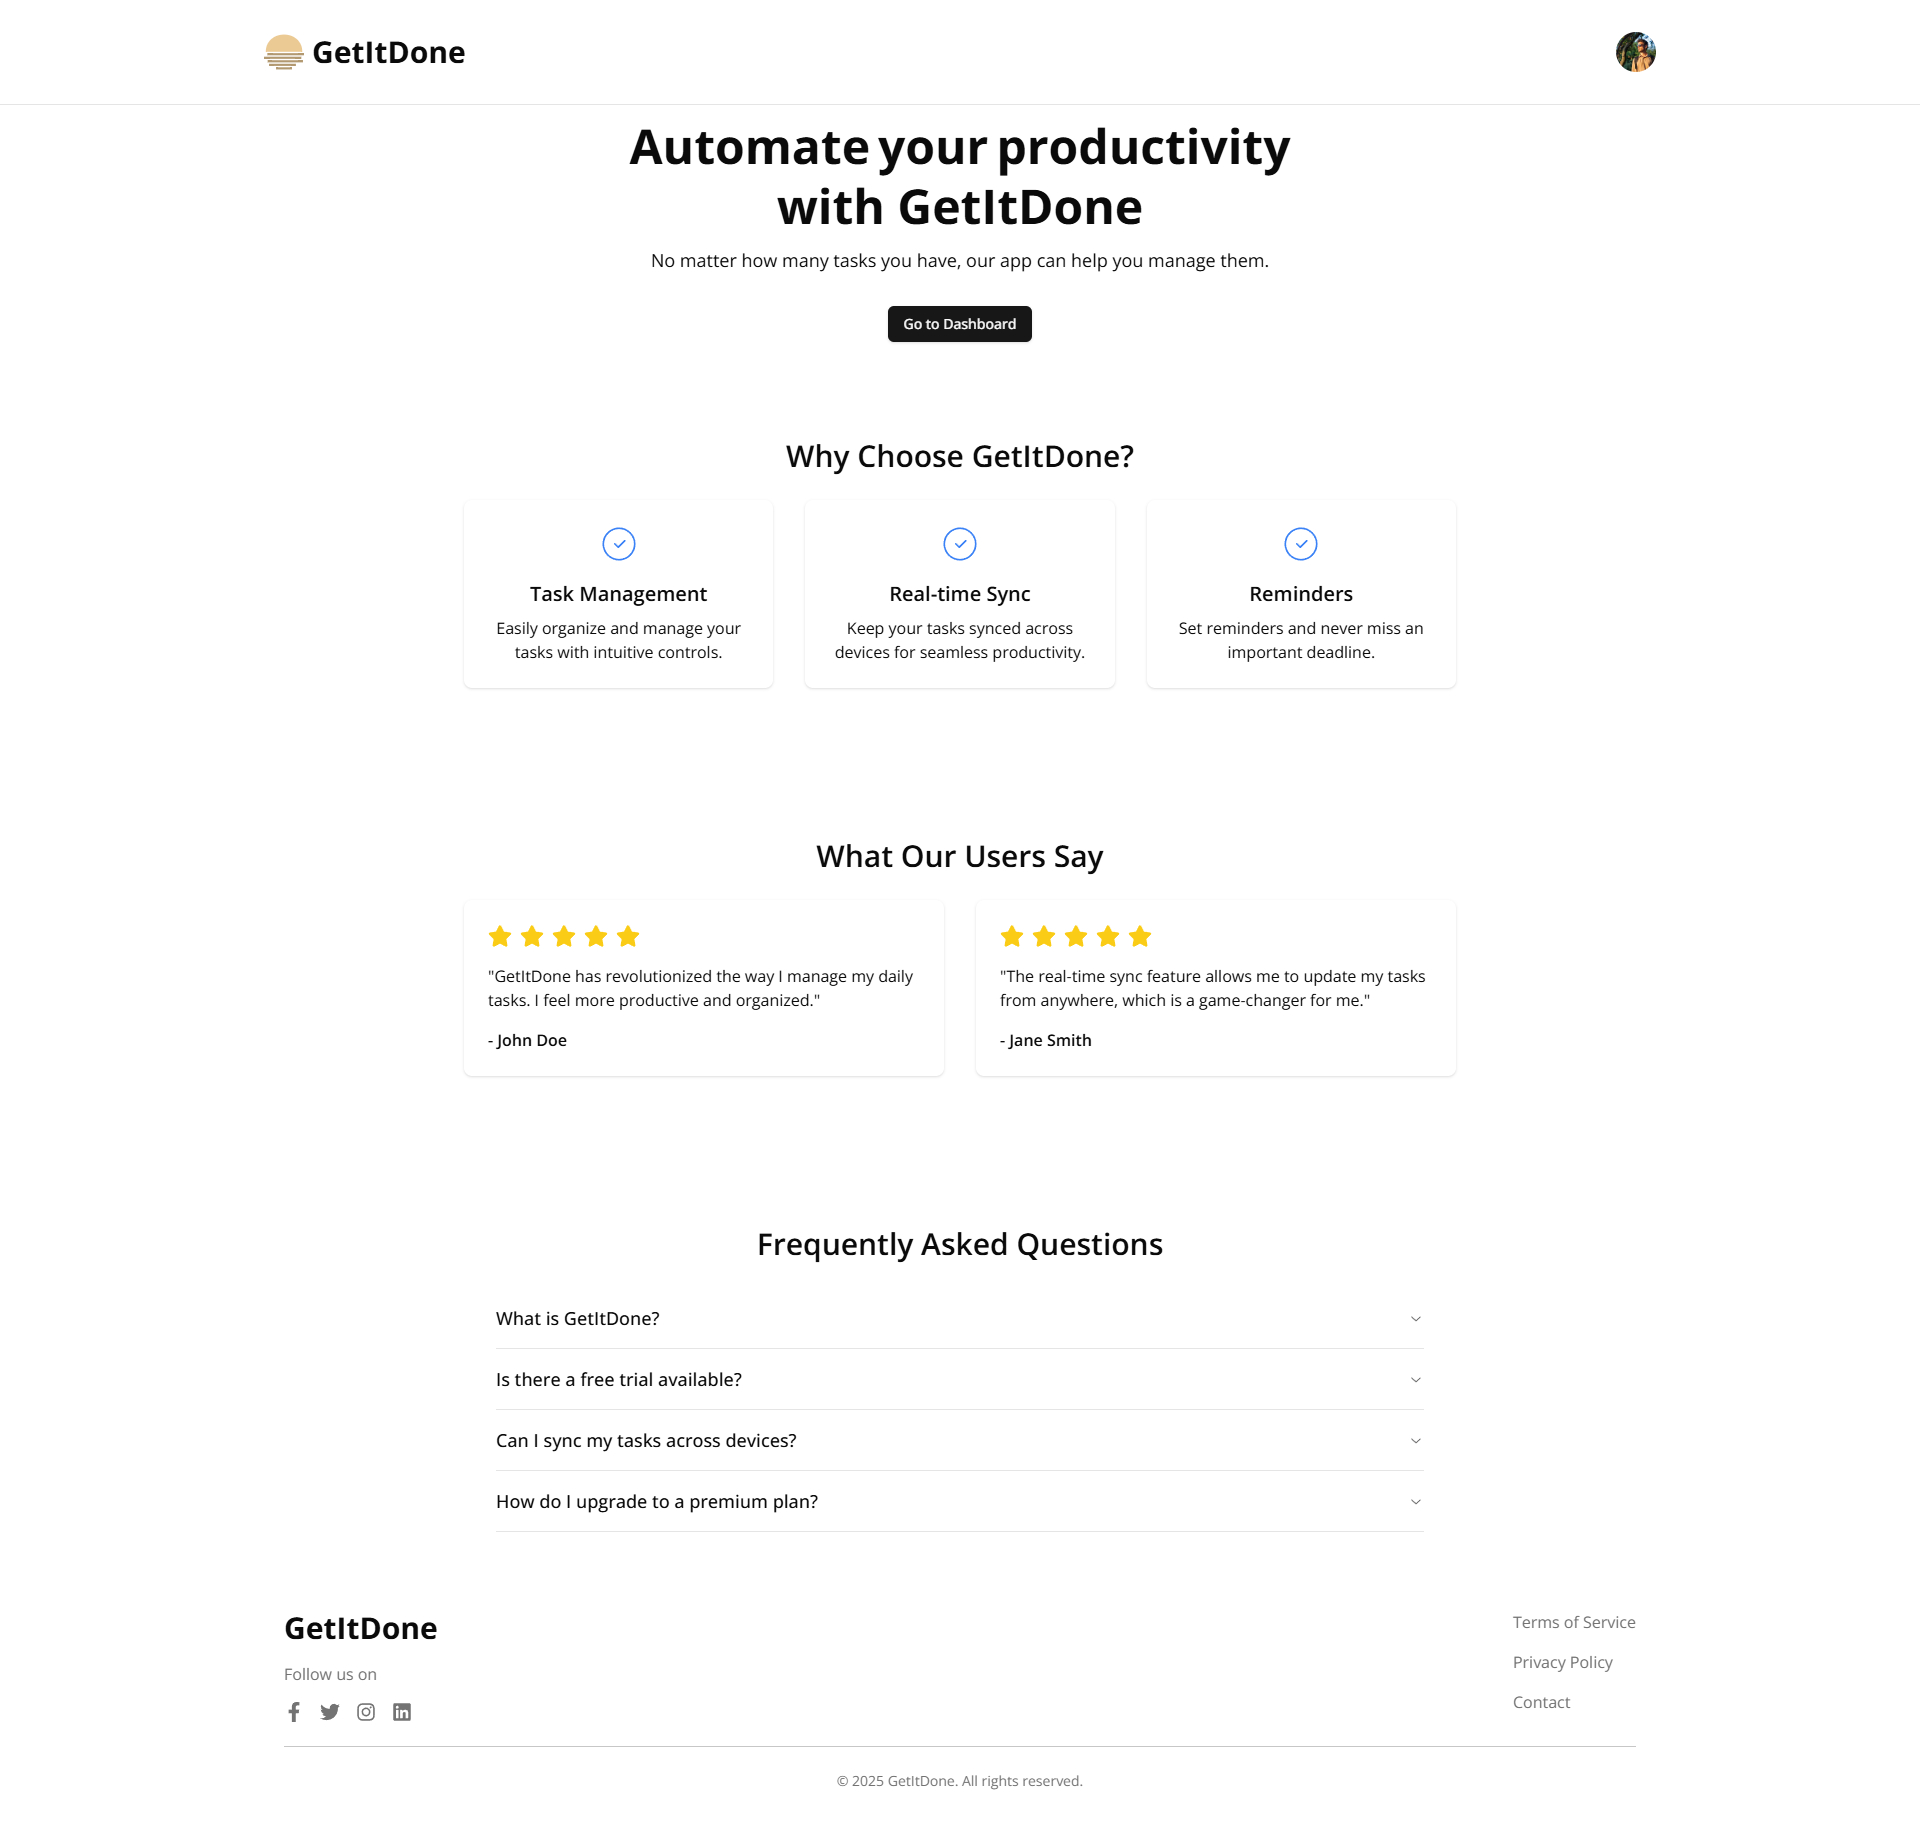 GetItDone
Automate your productivity
with GetItDone
No matter how many tasks you have, our app can help you manage them.
Go to Dashboard
Why Choose GetItDone?
Task Management
Easily organize and manage your
tasks with intuitive controls.
Real-time Sync
Keep your tasks synced across
devices for seamless productivity.
Reminders
Set reminders and never miss an
important deadline.
What Our Users Say
"GetItDone has revolutionized the way I manage my daily
tasks. I feel more productive and organized."
- John Doe
"The real-time sync feature allows me to update my tasks
from anywhere, which is a game-changer for me."
- Jane Smith
Frequently Asked Questions
What is GetItDone?
Is there a free trial available?
Can I sync my tasks across devices?
How do I upgrade to a premium plan?
GetItDone
Follow us on
Terms of Service
Privacy Policy
Contact
© 2025 GetItDone. All rights reserved.